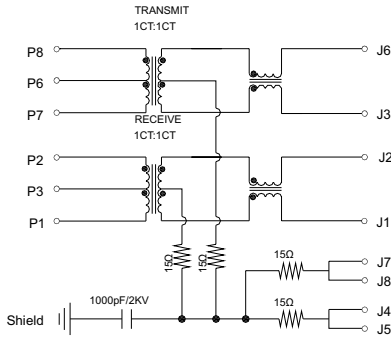 TRANSMIT
1CT:1CT
P8
J6
P6
P7
J3
RECEIVE
1CT:1CT
P2
J2
P3
P1
J1
15Ω
15Ω
15Ω
J7
J8
1000pF/2KV
15Ω
J4
Shield
J5